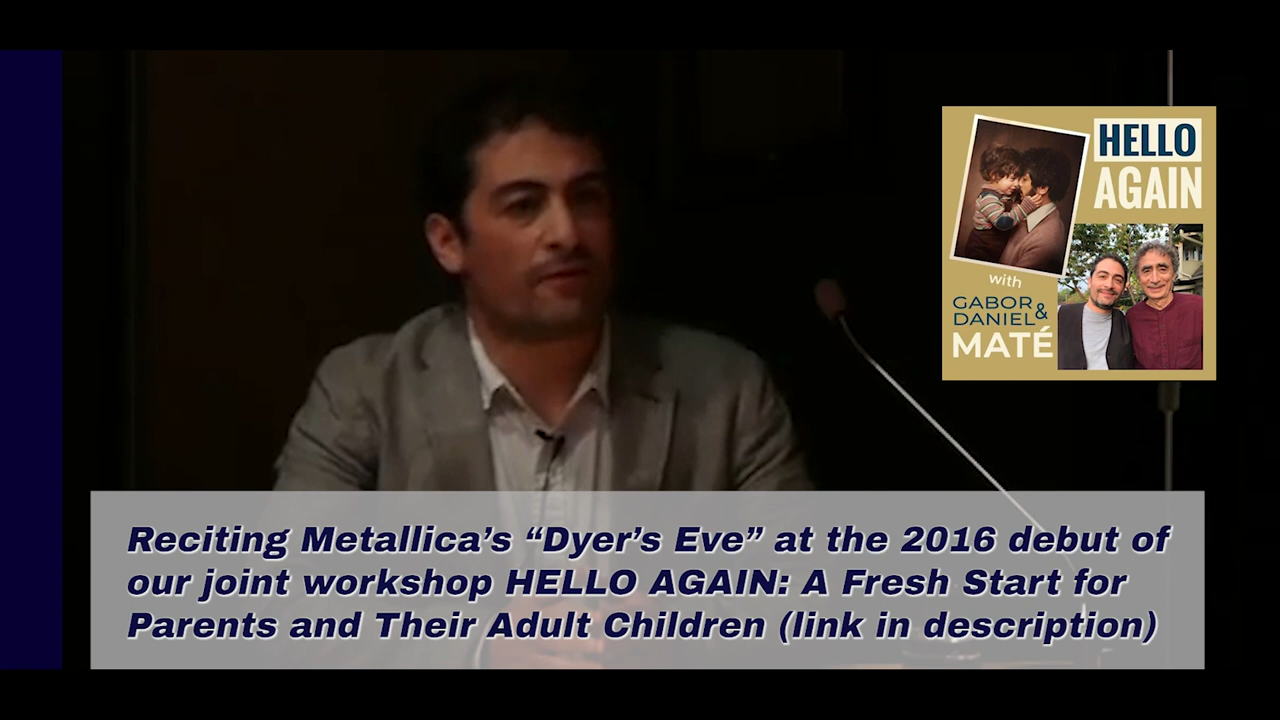 HELLO
AGAIN
with
GABOR &
DANIEL
MATÉ
Reciting Metallica’s “Dyer’s Eve” at the 2016 debut of
our joint workshop HELLO AGAIN: A Fresh Start for
Parents and Their Adult Children (link in description)